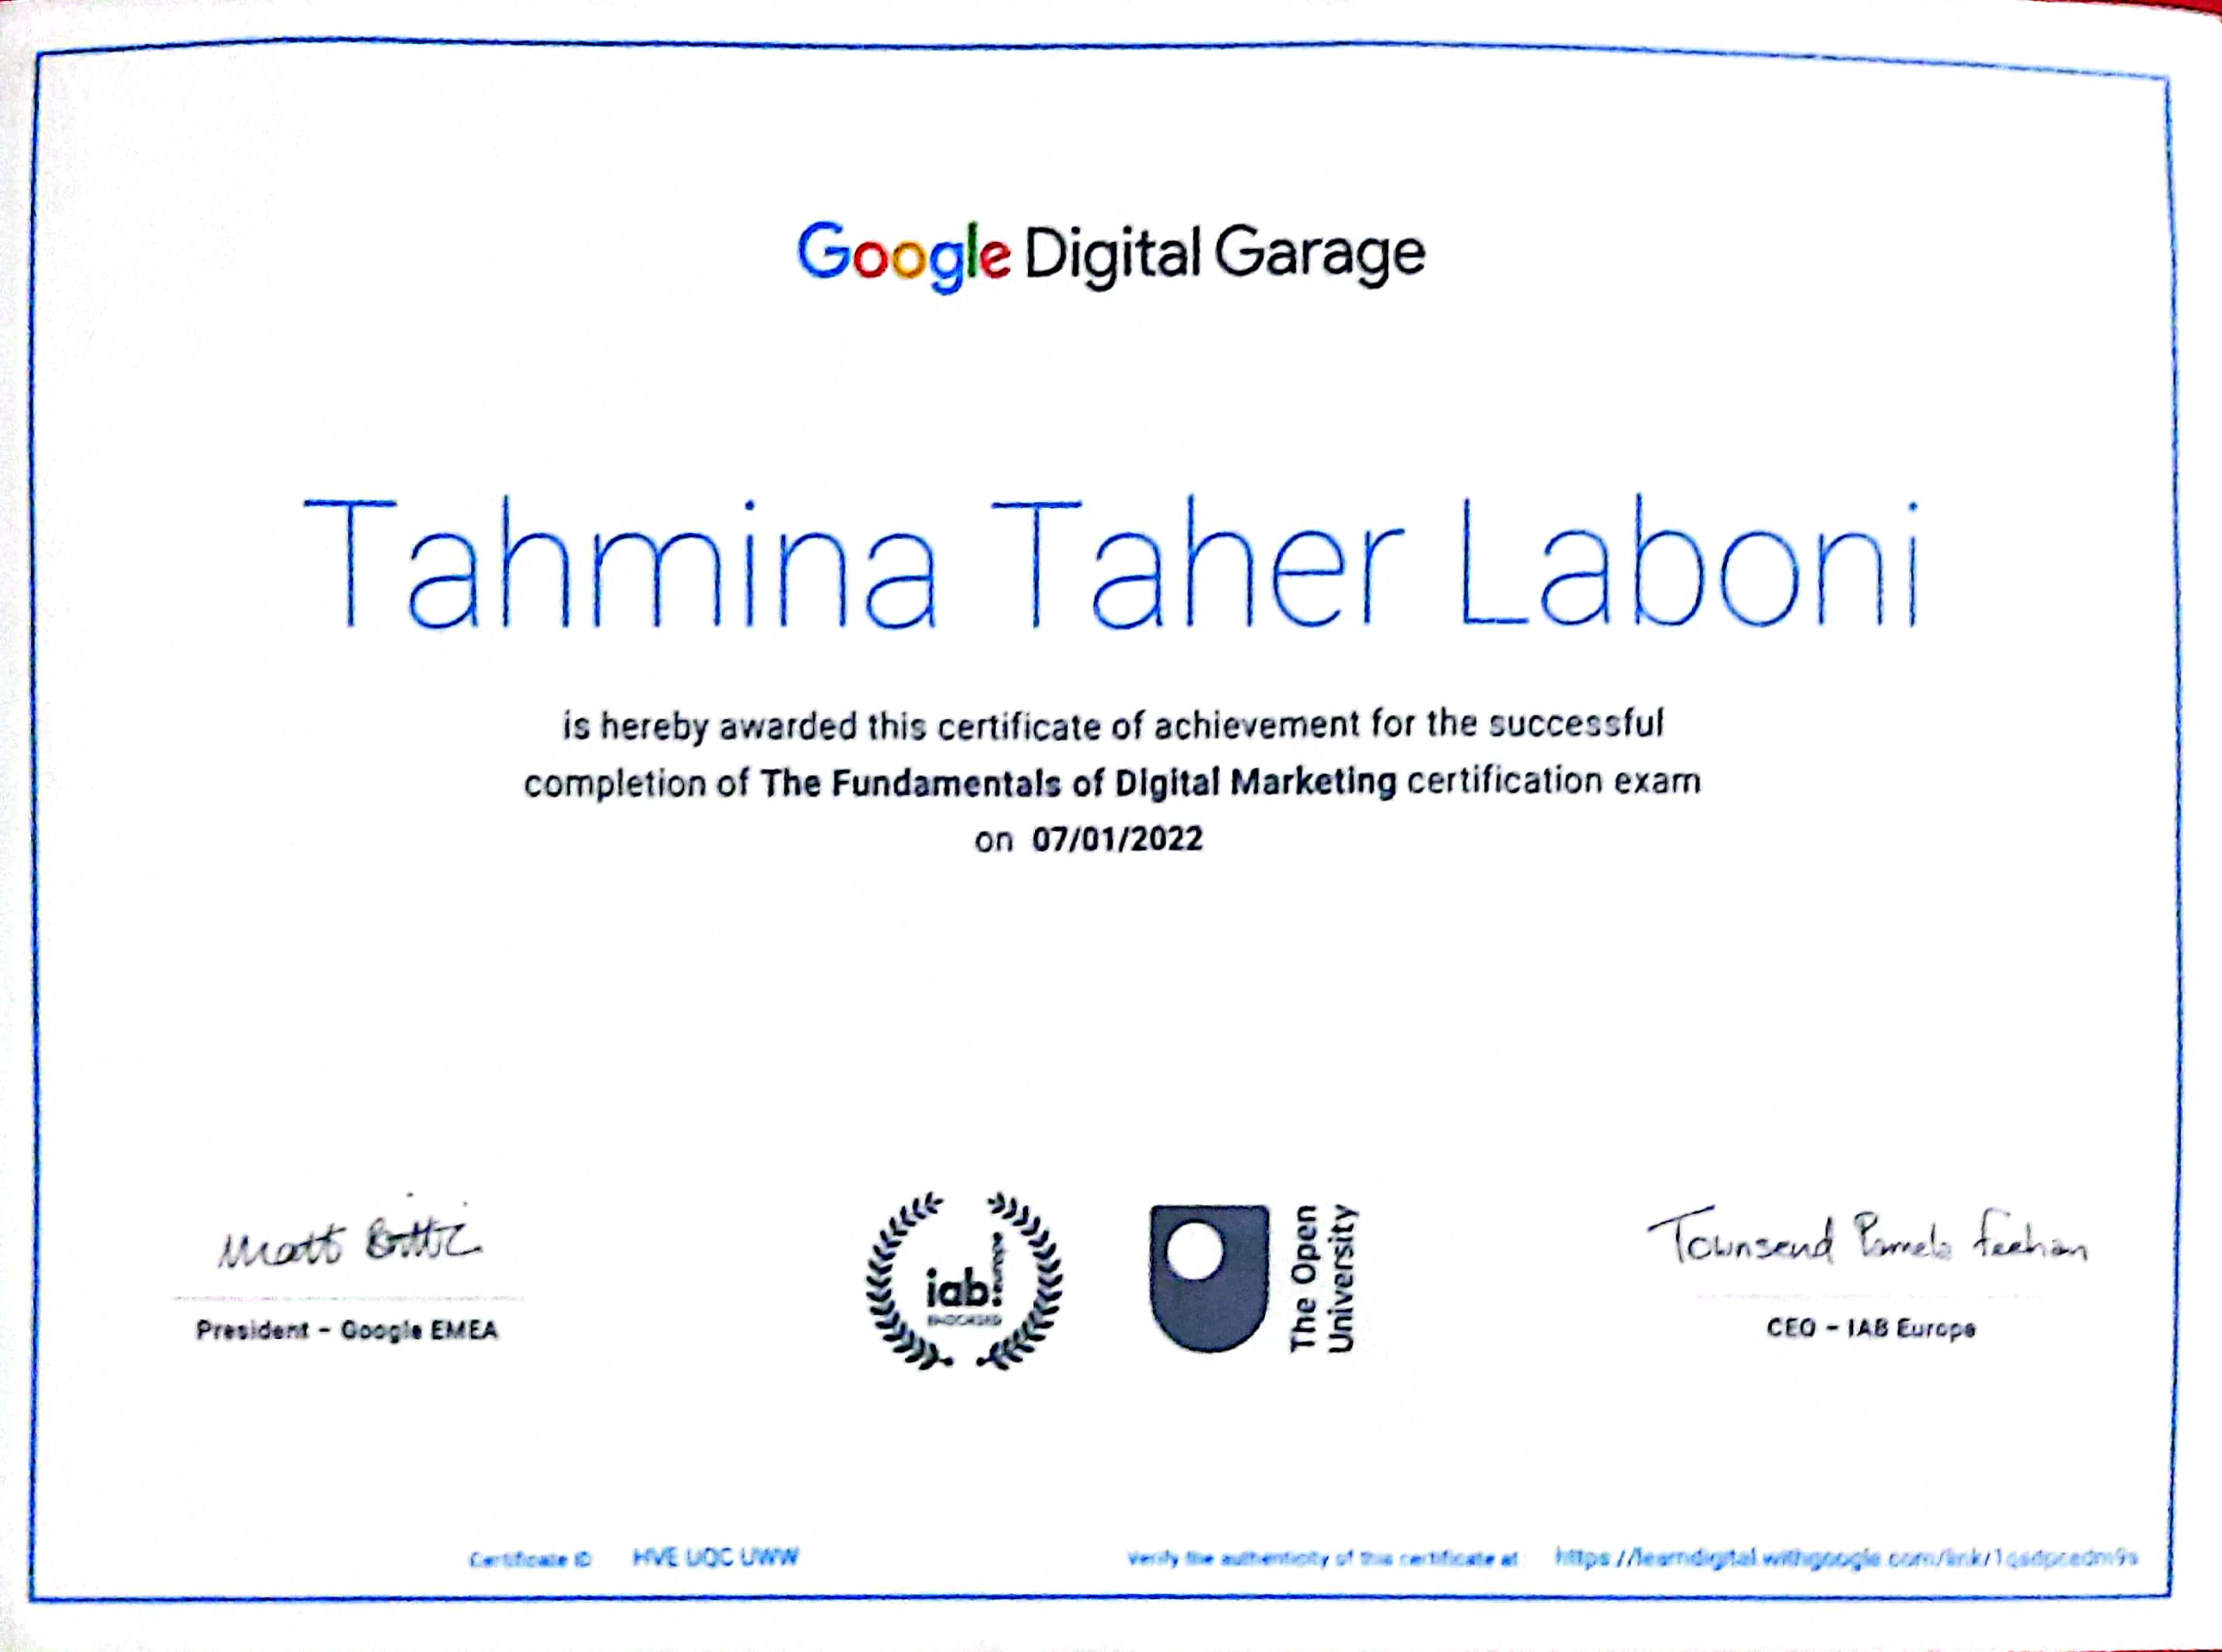 Google Digital Garage
Tahmina Taher Laboni
is hereby awarded this certificate of achievement for the successful
completion of The Fundamentals of Digital Marketing certification exam
on 07/01/2022
Matt
President - Google EMEA
iab! europe
ENDORSED
The Open
University
Townsend Pamela Feehan
CEO - IAB Europe
Certificate ID HVE UQC UWW
Verify the authenticity of this certificate at https://learndigital.withgoogle.com/link/1qsdpcedm9s